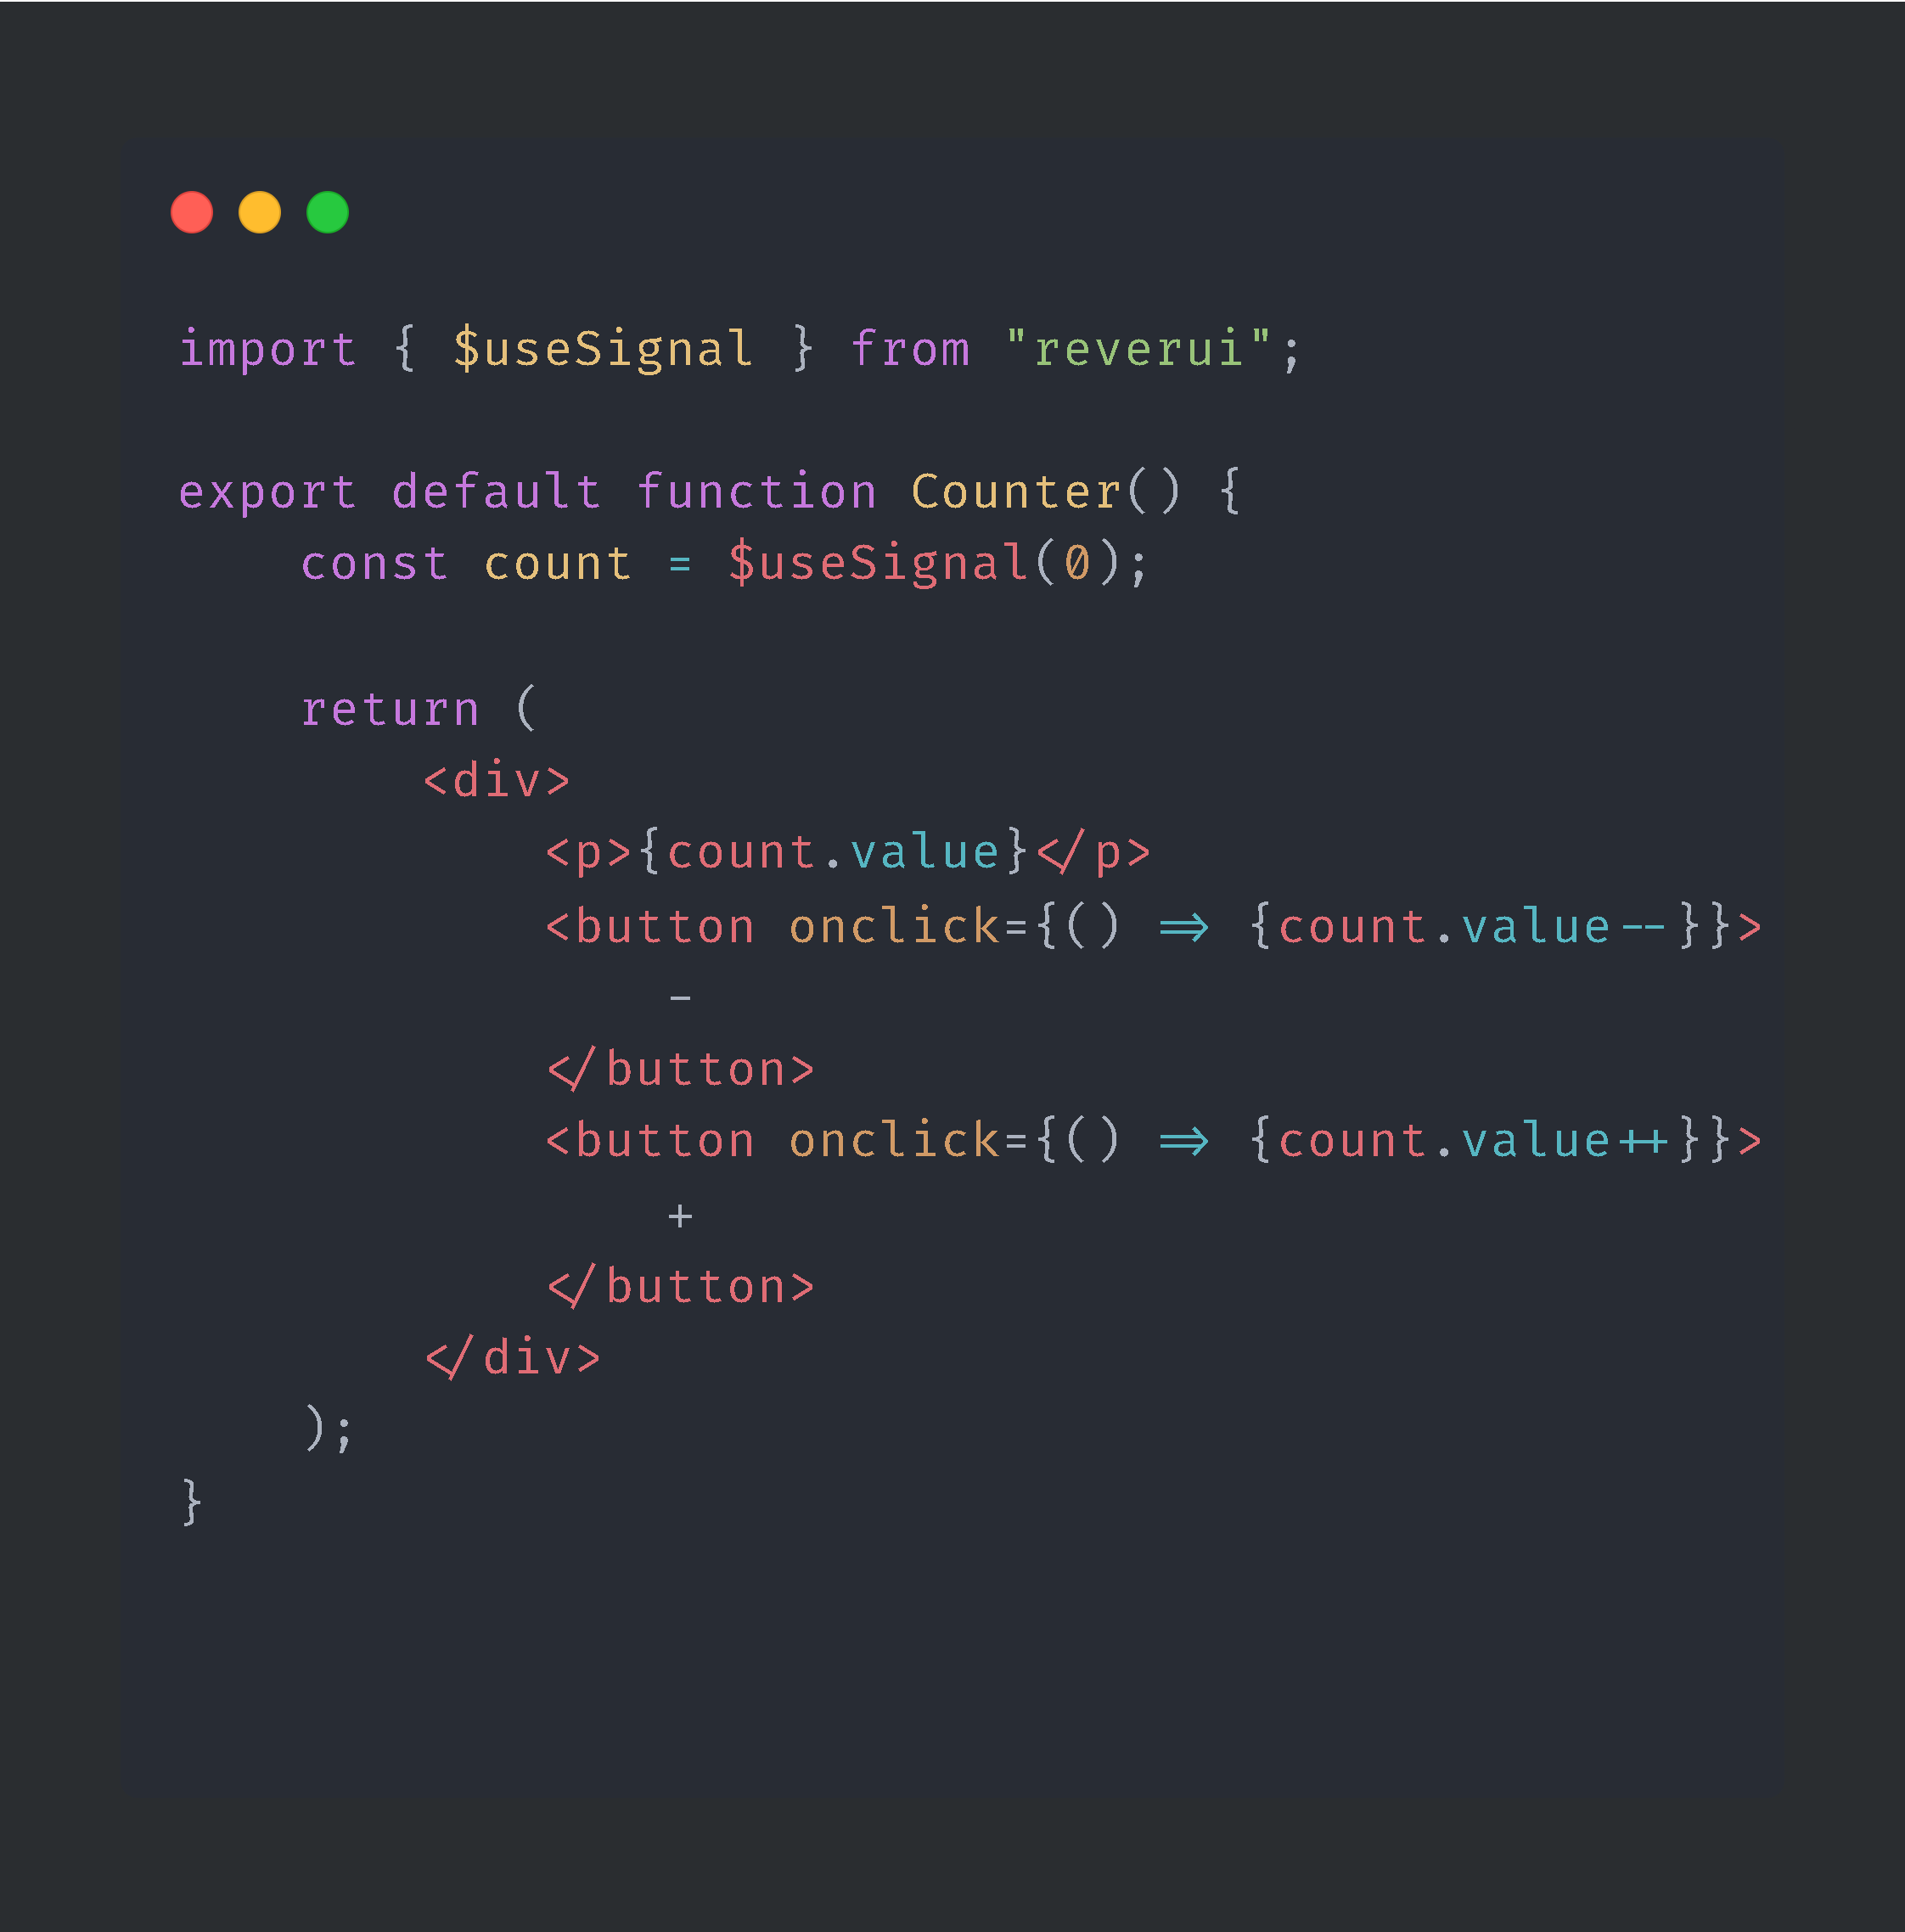 import { $useSignal } from "reverui";

export default function Counter() {
    const count = $useSignal(0);

    return (
        <div>
            <p>{count.value}</p>
            <button onclick={() => {count.value--}}>
                -
            </button>
            <button onclick={() => {count.value++}}>
                +
            </button>
        </div>
    );
}